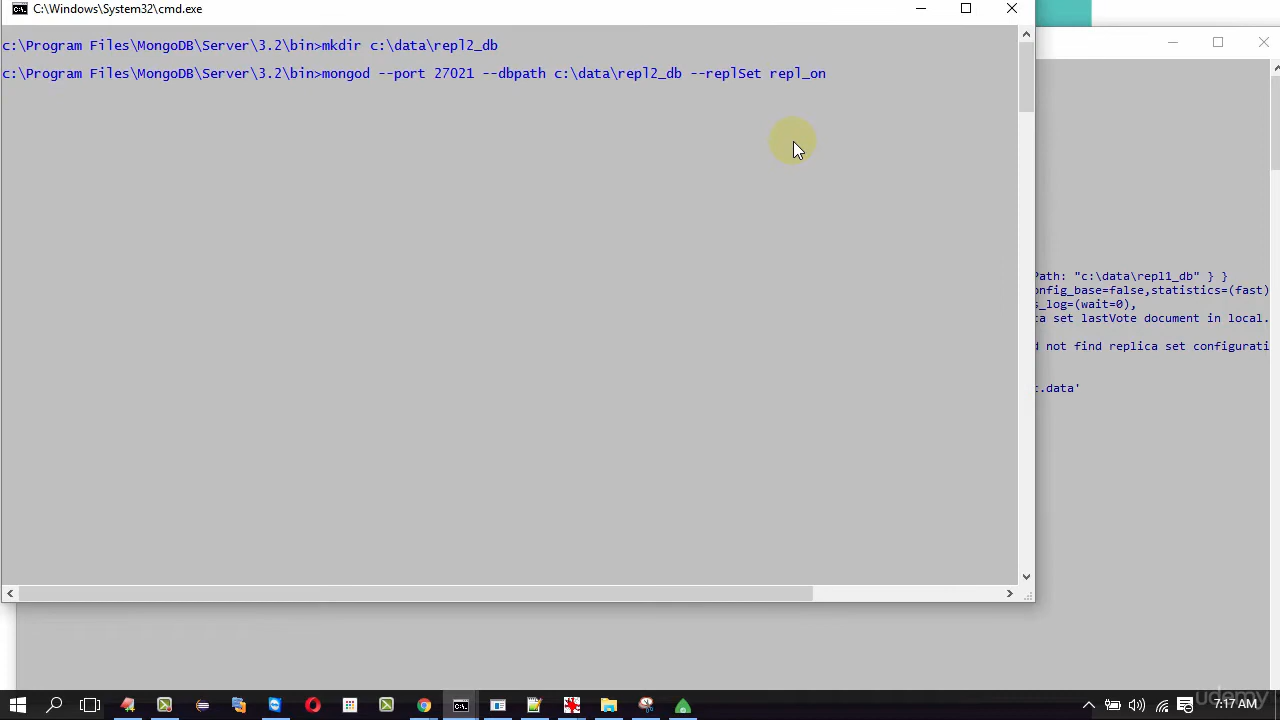 C:\Windows\System32\cmd.exe
c:\Program Files\MongoDB\Server\3.2\bin>mkdir c:\data\repl2_db
c:\Program Files\MongoDB\Server\3.2\bin>mongod --port 27021 --dbpath c:\data\repl2_db --replSet repl_on
Path: "c:\data\repl1_db" } }
onfig_base=false,statistics=(fast)
s_log=(wait=0),
ca set lastVote document in local.
d not find replica set configurati
t.data'
udemy
7:17 AM